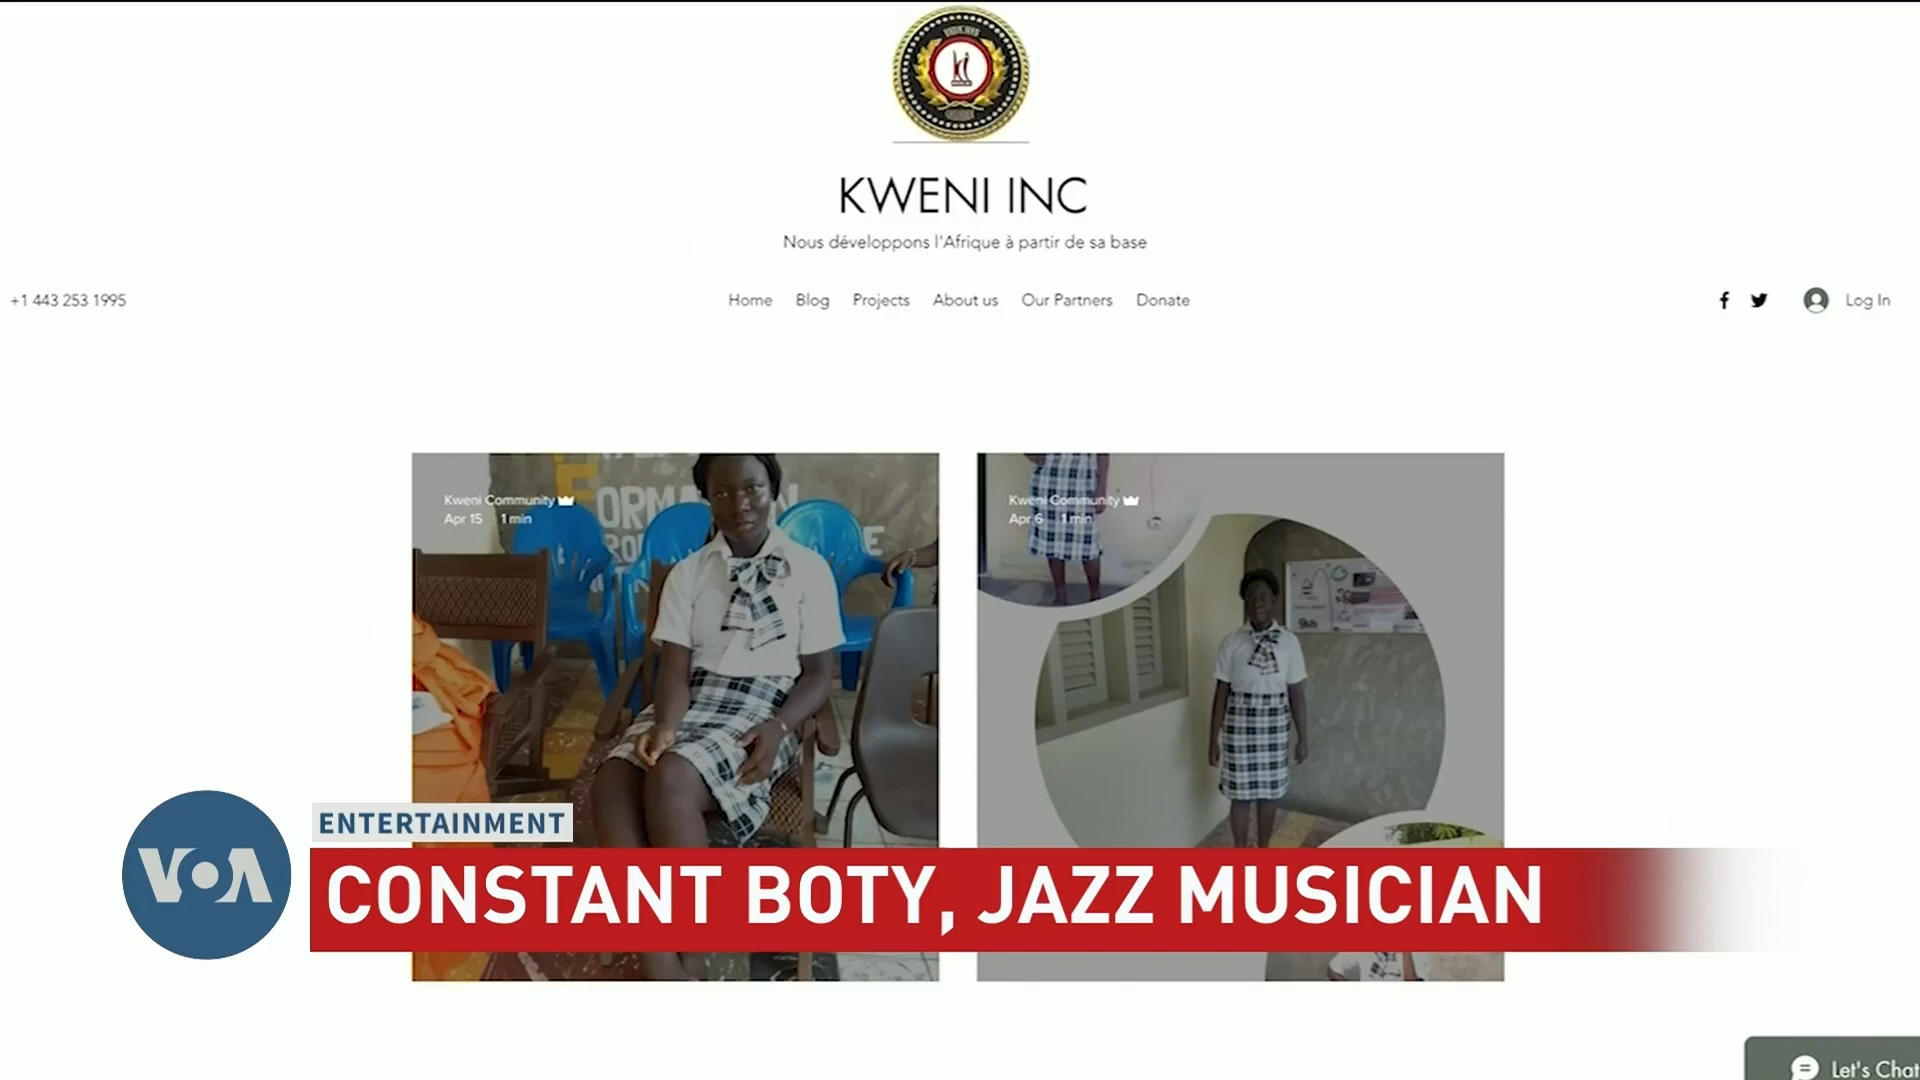 KWENI INC
Nous développons l'Afrique à partir de sa base
+1 443 253 1995
Home Blog Projects About us Our Partners Donate
Log In
Kweni Community
Apr 15 1 min
Kweni Community
Apr 6 1 min
ENTERTAINMENT
VOA
CONSTANT BOTY, JAZZ MUSICIAN
Let's Chat